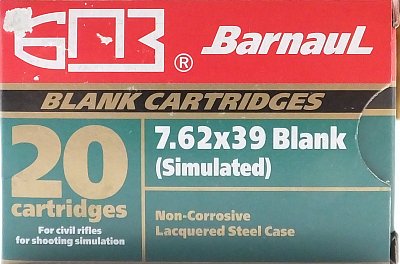 БПЗ ® BARNAUL
BLANK CARTRIDGES
20
cartridges
For civil rifles
for shooting simulation
7.62x39 Blank
(Simulated)
Non-Corrosive
Lacquered Steel Case